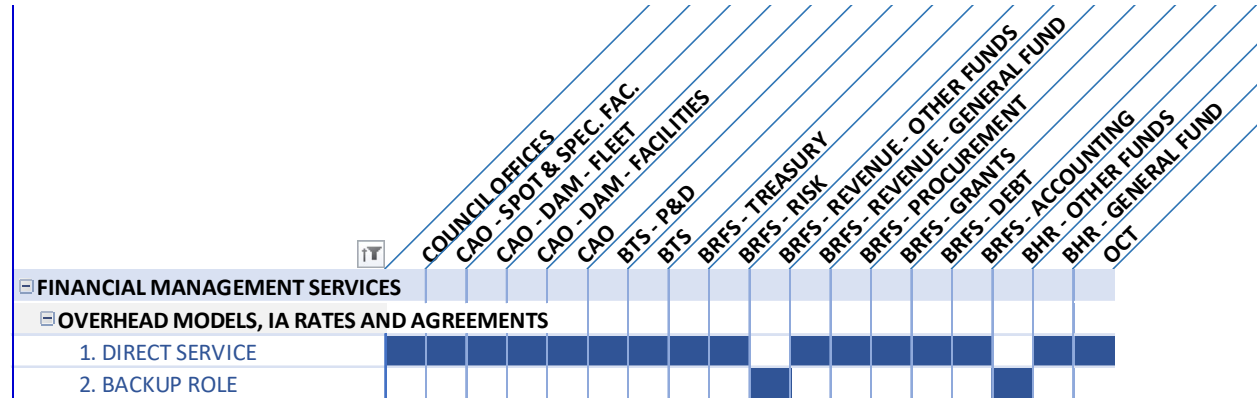 COUNCIL OFFICES
CAO - SPOT & SPEC. FAC.
CAO - DAM - FLEET
CAO - DAM - FACILITIES
CAO
BTS - P&D
BTS
BRFS - TREASURY
BRFS - RISK
BRFS - REVENUE - OTHER FUNDS
BRFS - REVENUE - GENERAL FUND
BRFS - PROCUREMENT
BRFS - GRANTS
BRFS - DEBT
BRFS - ACCOUNTING
BHR - OTHER FUNDS
BHR - GENERAL FUND
OCT
FINANCIAL MANAGEMENT SERVICES
OVERHEAD MODELS, IA RATES AND AGREEMENTS
1. DIRECT SERVICE
2. BACKUP ROLE